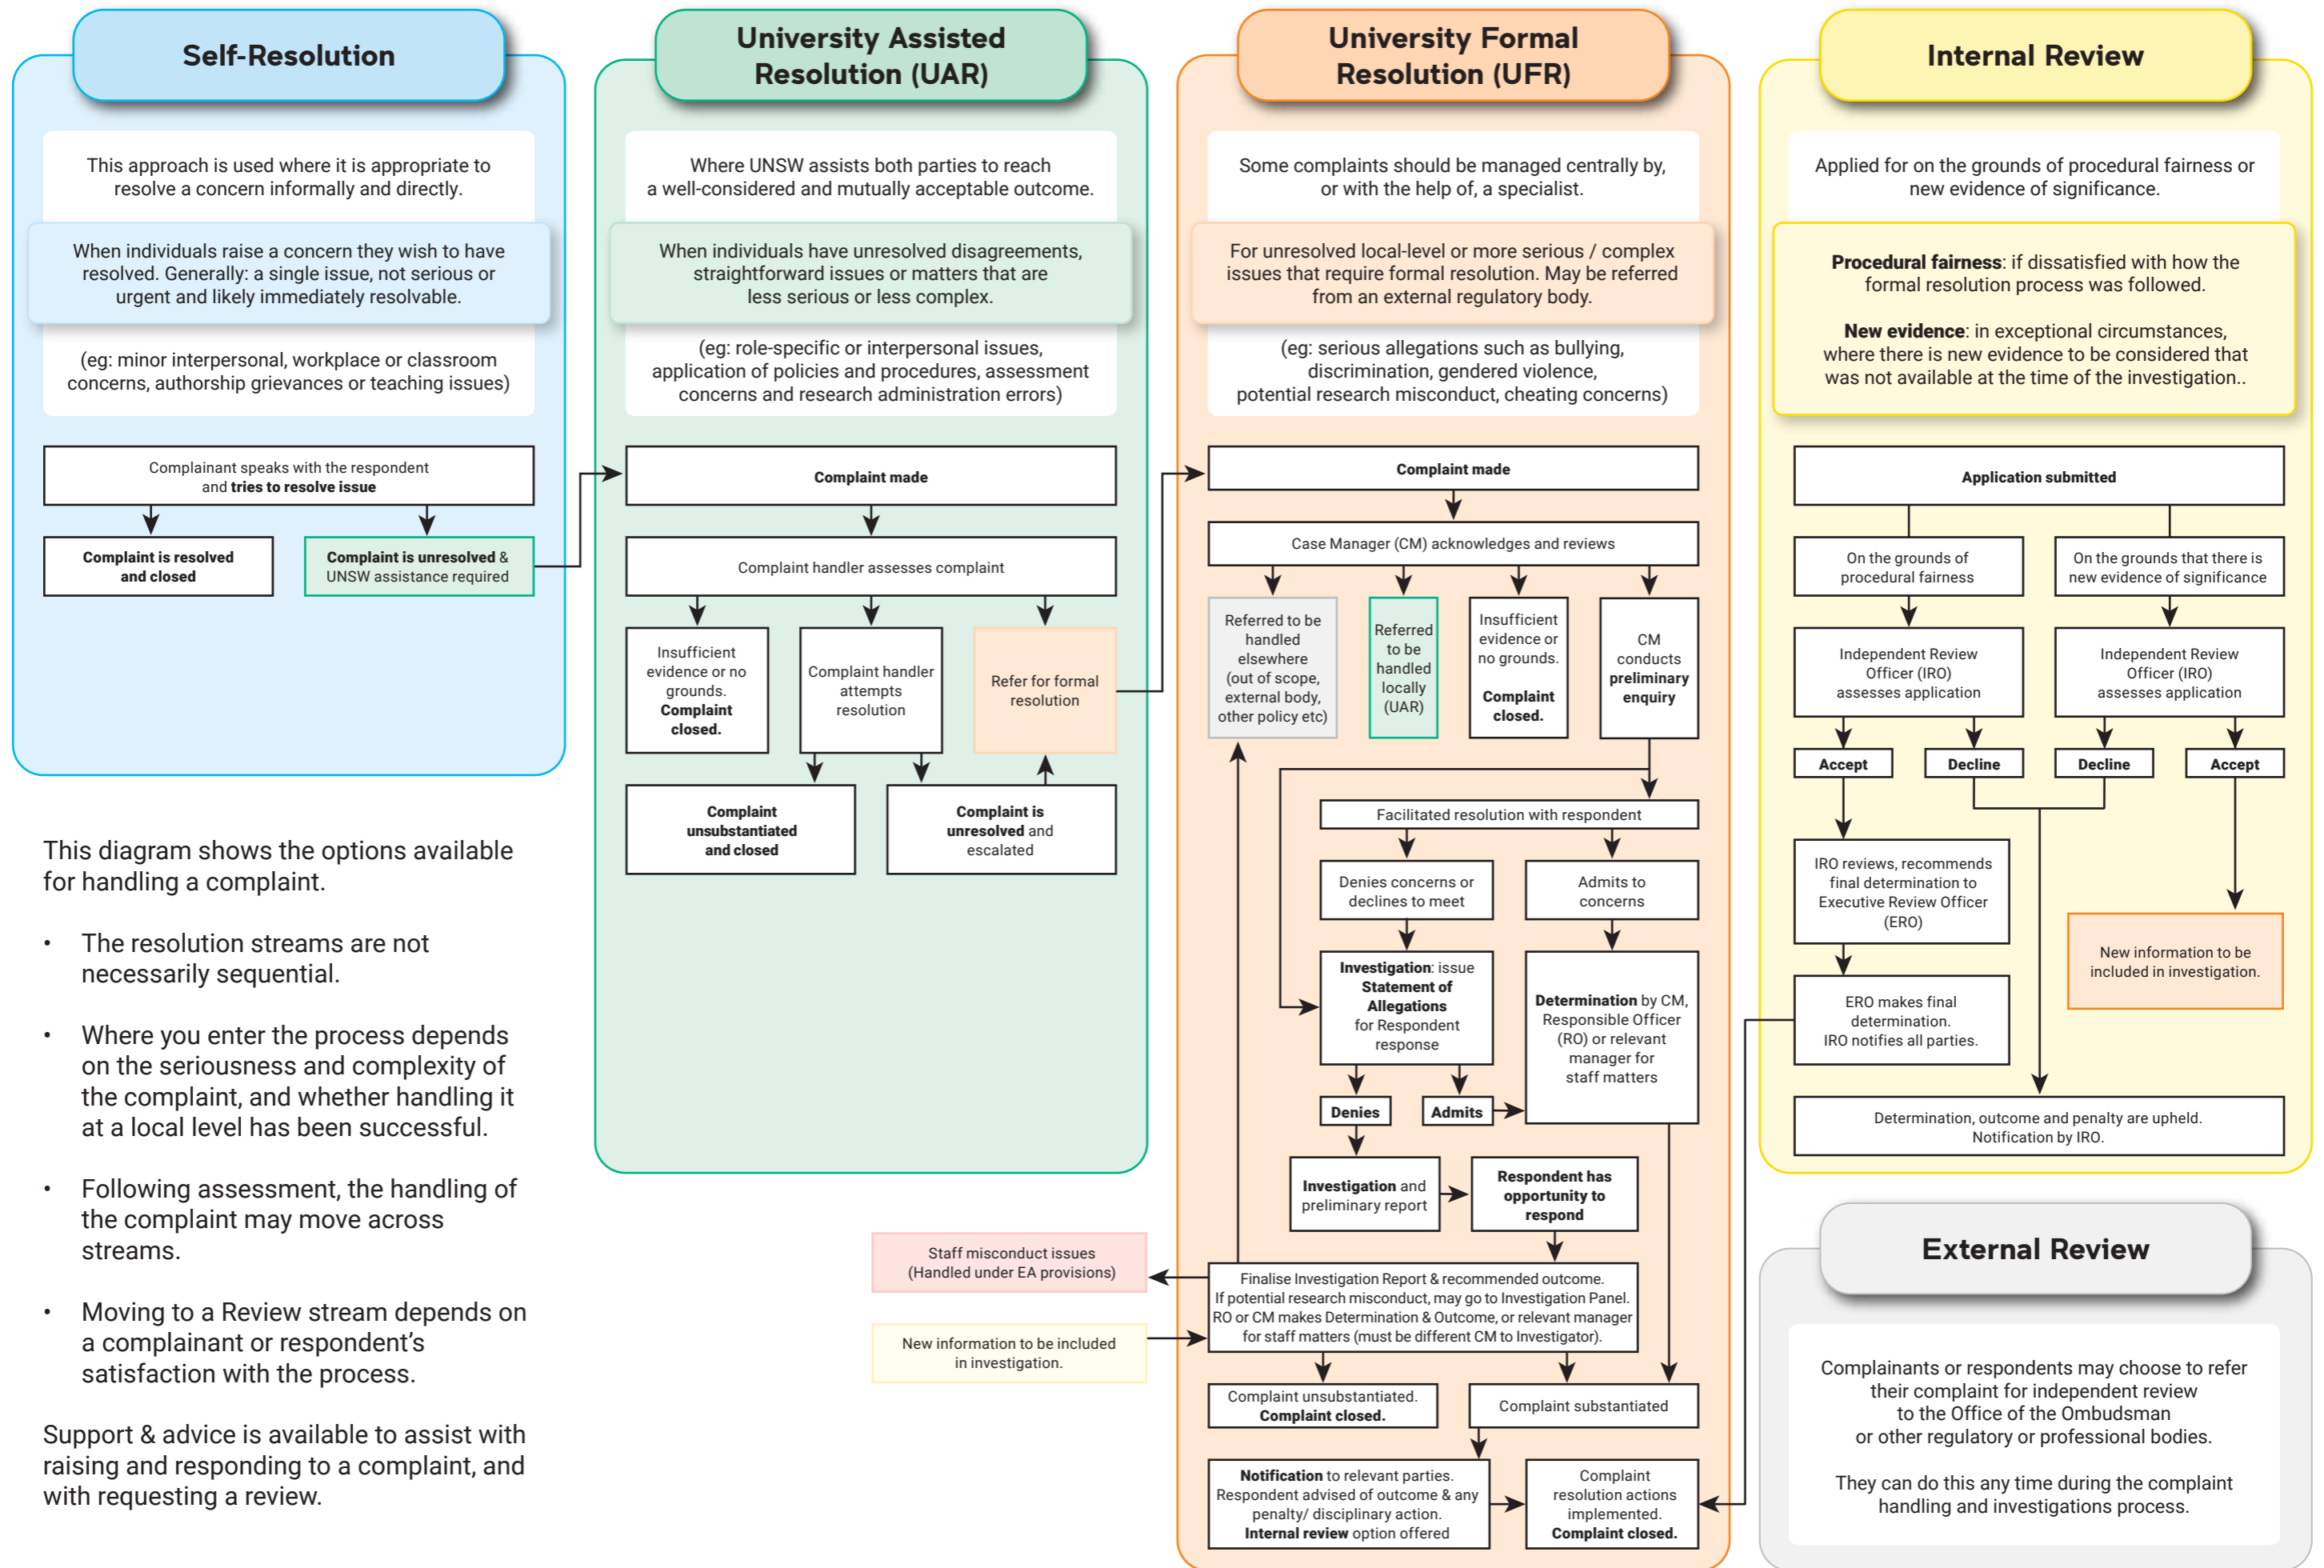 Self-Resolution
This approach is used where it is appropriate to
resolve a concern informally and directly.
When individuals raise a concern they wish to have
resolved. Generally: a single issue, not serious or
urgent and likely immediately resolvable.
(eg: minor interpersonal, workplace or classroom
concerns, authorship grievances or teaching issues)
Complainant speaks with the respondent
and tries to resolve issue
Complaint is resolved
and closed
Complaint is unresolved &
UNSW assistance required
This diagram shows the options available
for handling a complaint.
• The resolution streams are not
necessarily sequential.
• Where you enter the process depends
on the seriousness and complexity of
the complaint, and whether handling it
at a local level has been successful.
• Following assessment, the handling of
the complaint may move across
streams.
• Moving to a Review stream depends on
a complainant or respondent’s
satisfaction with the process.
Support & advice is available to assist with
raising and responding to a complaint, and
with requesting a review.
University Assisted
Resolution (UAR)
Where UNSW assists both parties to reach
a well-considered and mutually acceptable outcome.
When individuals have unresolved disagreements,
straightforward issues or matters that are
less serious or less complex.
(eg: role-specific or interpersonal issues,
application of policies and procedures, assessment
concerns and research administration errors)
Complaint made
Complaint handler assesses complaint
Insufficient
evidence or no
grounds.
Complaint
closed.
Complaint handler
attempts
resolution
Refer for formal
resolution
Complaint
unsubstantiated
and closed
Complaint is
unresolved and
escalated
Staff misconduct issues
(Handled under EA provisions)
New information to be included
in investigation.
University Formal
Resolution (UFR)
Some complaints should be managed centrally by,
or with the help of, a specialist.
For unresolved local-level or more serious / complex
issues that require formal resolution. May be referred
from an external regulatory body.
(eg: serious allegations such as bullying,
discrimination, gendered violence,
potential research misconduct, cheating concerns)
Complaint made
Case Manager (CM) acknowledges and reviews
Referred to be
handled
elsewhere
(out of scope,
external body,
other policy etc)
Referred
to be
handled
locally
(UAR)
Insufficient
evidence or
no grounds.
Complaint
closed.
CM
conducts
preliminary
enquiry
Facilitated resolution with respondent
Denies concerns or
declines to meet
Admits to
concerns
Investigation: issue
Statement of
Allegations
for Respondent
response
Determination by CM,
Responsible Officer
(RO) or relevant
manager for
staff matters
Denies
Admits
Investigation and
preliminary report
Respondent has
opportunity to
respond
Finalise Investigation Report & recommended outcome.
If potential research misconduct, may go to Investigation Panel.
RO or CM makes Determination & Outcome, or relevant manager
for staff matters (must be different CM to Investigator).
Complaint unsubstantiated.
Complaint closed.
Complaint substantiated
Notification to relevant parties.
Respondent advised of outcome & any
penalty/ disciplinary action.
Internal review option offered
Complaint
resolution actions
implemented.
Complaint closed.
Internal Review
Applied for on the grounds of procedural fairness or
new evidence of significance.
Procedural fairness: if dissatisfied with how the
formal resolution process was followed.
New evidence: in exceptional circumstances,
where there is new evidence to be considered that
was not available at the time of the investigation..
Application submitted
On the grounds of
procedural fairness
On the grounds that there is
new evidence of significance
Independent Review
Officer (IRO)
assesses application
Independent Review
Officer (IRO)
assesses application
Accept
Decline
Decline
Accept
IRO reviews, recommends
final determination to
Executive Review Officer
(ERO)
New information to be
included in investigation.
ERO makes final
determination.
IRO notifies all parties.
Determination, outcome and penalty are upheld.
Notification by IRO.
External Review
Complainants or respondents may choose to refer
their complaint for independent review
to the Office of the Ombudsman
or other regulatory or professional bodies.
They can do this any time during the complaint
handling and investigations process.